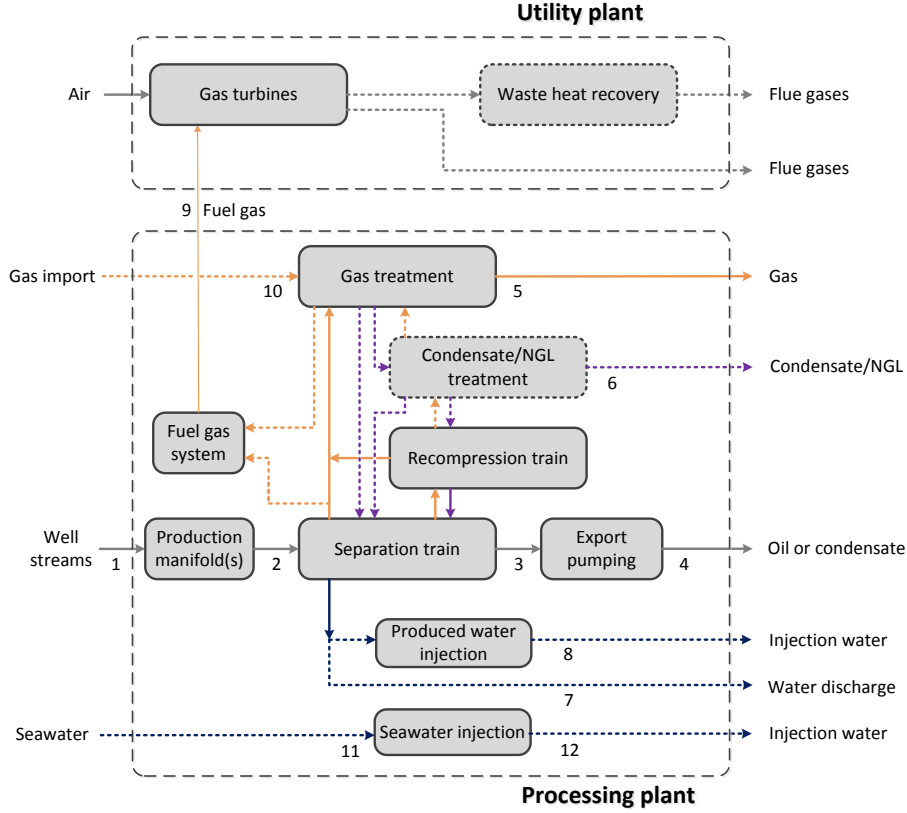 Utility plant
Air
Gas turbines
Waste heat recovery
Flue gases
Flue gases
9
Fuel gas
Gas import
10
Gas treatment
5
Gas
Condensate/NGL
treatment
6
Condensate/NGL
Fuel gas
system
Recompression train
Well
streams
1
Production
manifold(s)
2
Separation train
3
Export
pumping
4
Oil or condensate
Produced water
injection
8
Injection water
7
Water discharge
Seawater
11
Seawater injection
12
Injection water
Processing plant